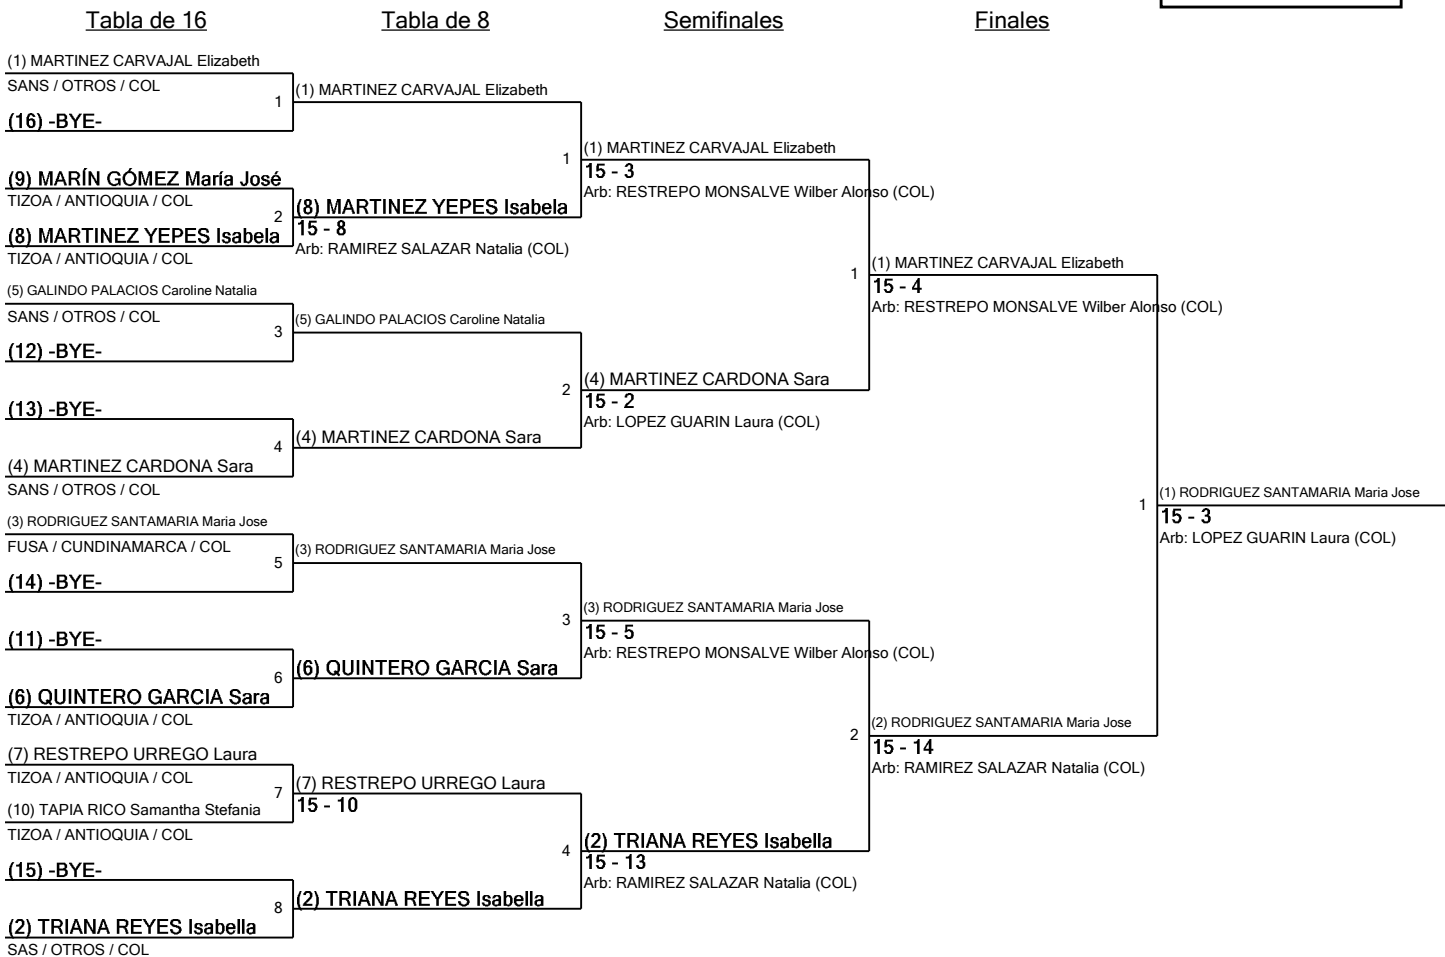 Tabla de 16
Tabla de 8
Semifinales
Finales
(1) MARTINEZ CARVAJAL Elizabeth
SANS / OTROS / COL
1
(16) -BYE-
(9) MARÍN GÓMEZ María José
TIZOA / ANTIOQUIA / COL
2
(8) MARTINEZ YEPES Isabela
TIZOA / ANTIOQUIA / COL
(5) GALINDO PALACIOS Caroline Natalia
SANS / OTROS / COL
3
(12) -BYE-
(13) -BYE-
4
(4) MARTINEZ CARDONA Sara
SANS / OTROS / COL
(3) RODRIGUEZ SANTAMARIA Maria Jose
FUSA / CUNDINAMARCA / COL
5
(14) -BYE-
(11) -BYE-
6
(6) QUINTERO GARCIA Sara
TIZOA / ANTIOQUIA / COL
(7) RESTREPO URREGO Laura
TIZOA / ANTIOQUIA / COL
7
(10) TAPIA RICO Samantha Stefania
TIZOA / ANTIOQUIA / COL
(15) -BYE-
8
(2) TRIANA REYES Isabella
SAS / OTROS / COL
(1) MARTINEZ CARVAJAL Elizabeth
1
(8) MARTINEZ YEPES Isabela
15 - 8
Arb: RAMIREZ SALAZAR Natalia (COL)
(5) GALINDO PALACIOS Caroline Natalia
2
(4) MARTINEZ CARDONA Sara
(3) RODRIGUEZ SANTAMARIA Maria Jose
3
(6) QUINTERO GARCIA Sara
(7) RESTREPO URREGO Laura
15 - 10
4
(2) TRIANA REYES Isabella
(1) MARTINEZ CARVAJAL Elizabeth
15 - 3
Arb: RESTREPO MONSALVE Wilber Alonso (COL)
1
(4) MARTINEZ CARDONA Sara
15 - 2
Arb: LOPEZ GUARIN Laura (COL)
(3) RODRIGUEZ SANTAMARIA Maria Jose
15 - 5
Arb: RESTREPO MONSALVE Wilber Alonso (COL)
2
(2) TRIANA REYES Isabella
15 - 13
Arb: RAMIREZ SALAZAR Natalia (COL)
(1) MARTINEZ CARVAJAL Elizabeth
15 - 4
Arb: RESTREPO MONSALVE Wilber Alonso (COL)
1
(2) RODRIGUEZ SANTAMARIA Maria Jose
15 - 14
Arb: RAMIREZ SALAZAR Natalia (COL)
(1) RODRIGUEZ SANTAMARIA Maria Jose
15 - 3
Arb: LOPEZ GUARIN Laura (COL)